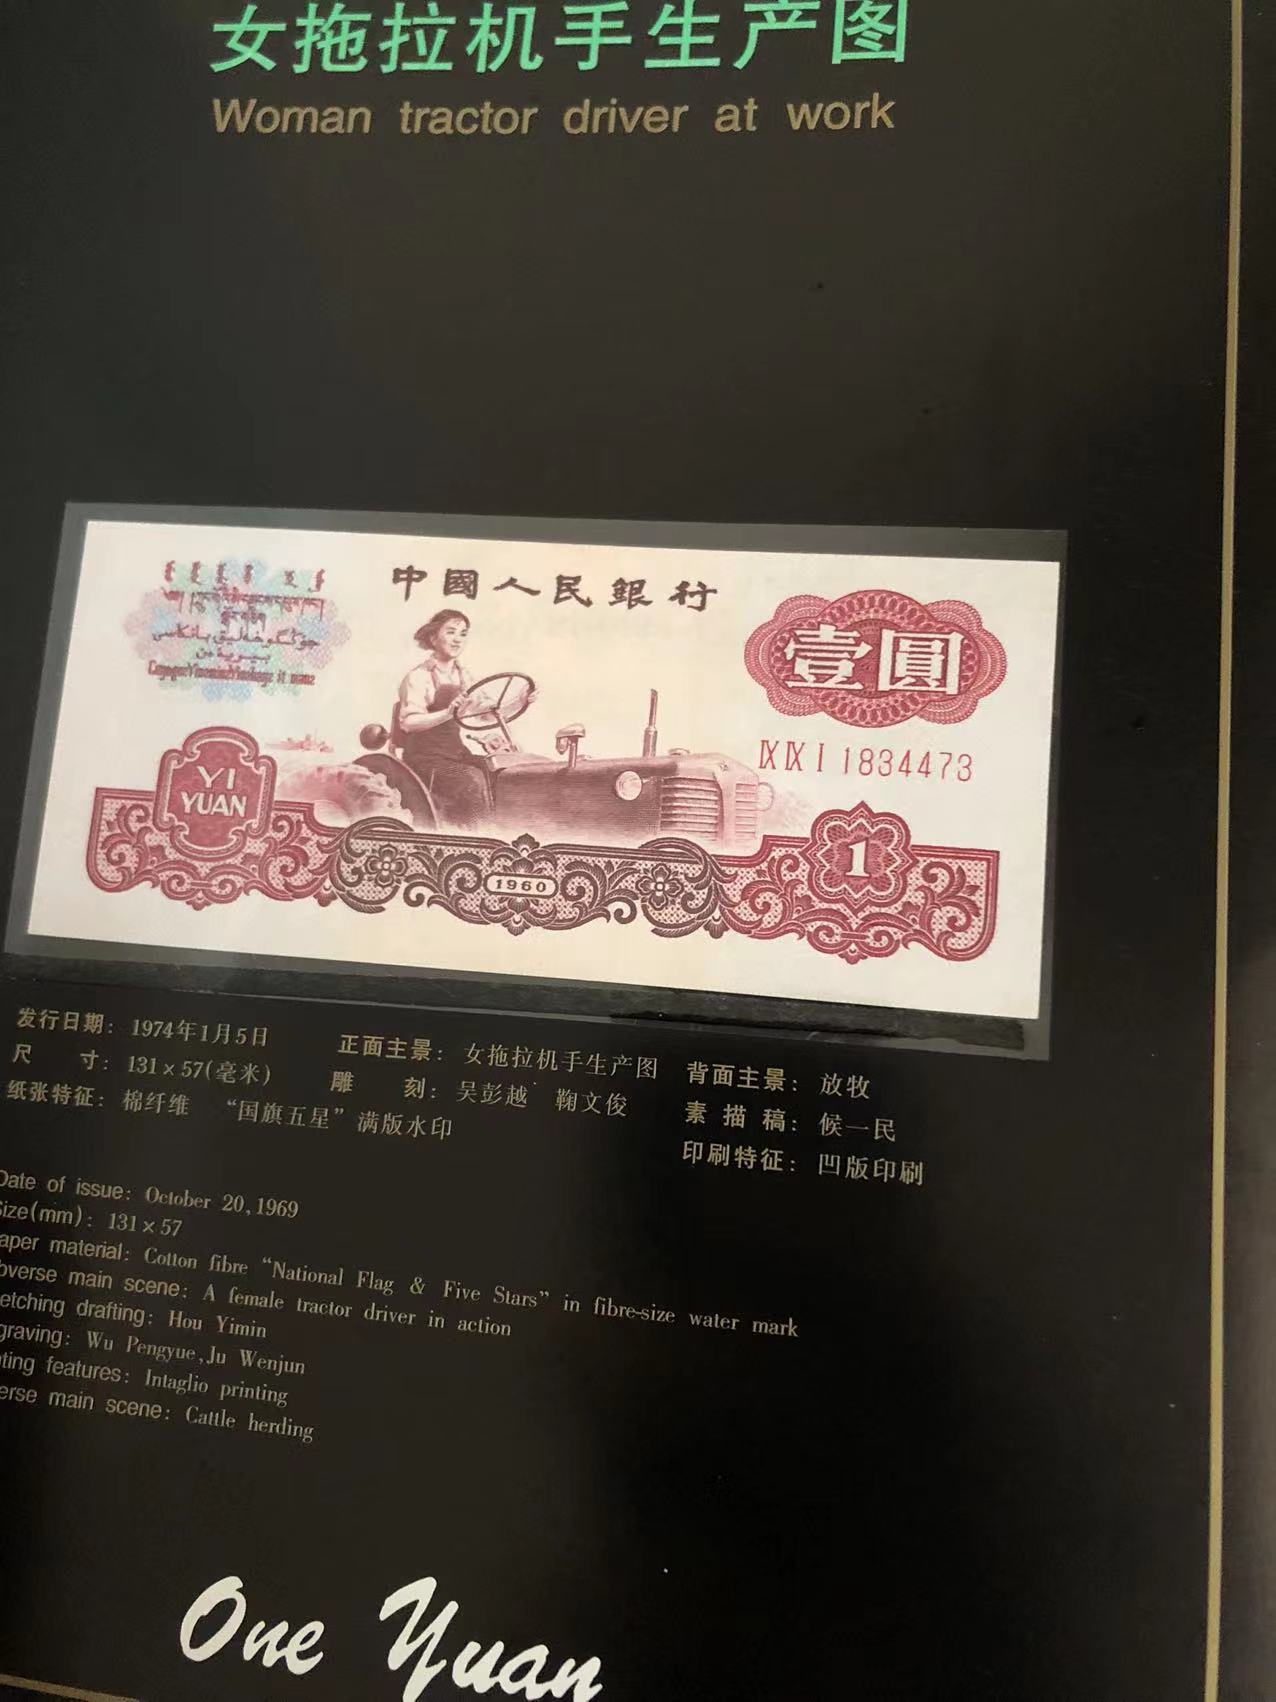 女拖拉机手生产图
Woman tractor driver at work
中國人民銀行
壹圓
ⅨⅨⅠ 1834473
YI
YUAN
1960
1
发行日期: 1974年1月5日
尺 寸: 131×57(毫米)
纸张特征: 棉纤维 “国旗五星”满版水印
正面主景: 女拖拉机手生产图
雕 刻: 吴彭越 鞠文俊
背面主景: 放牧
素 描 稿: 候一民
印刷特征: 凹版印刷
Date of issue: October 20,1969
Size(mm): 131×57
aper material: Cotton fibre “National Flag & Five Stars” in fibre-size water mark
bverse main scene: A female tractor driver in action
etching drafting: Hou Yimin
graving: Wu Pengyue,Ju Wenjun
ting features: Intaglio printing
erse main scene: Cattle herding
One Yuan